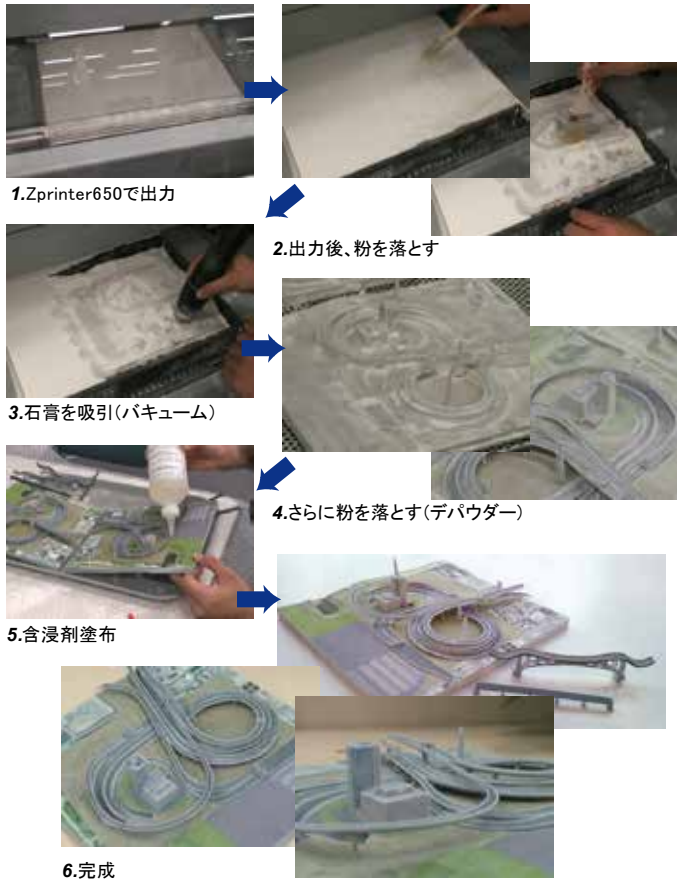 1.Zprinter650で出力
2.出力後、粉を落とす
3.石膏を吸引(バキューム)
4.さらに粉を落とす(デパウダー)
5.含浸剤塗布
6.完成